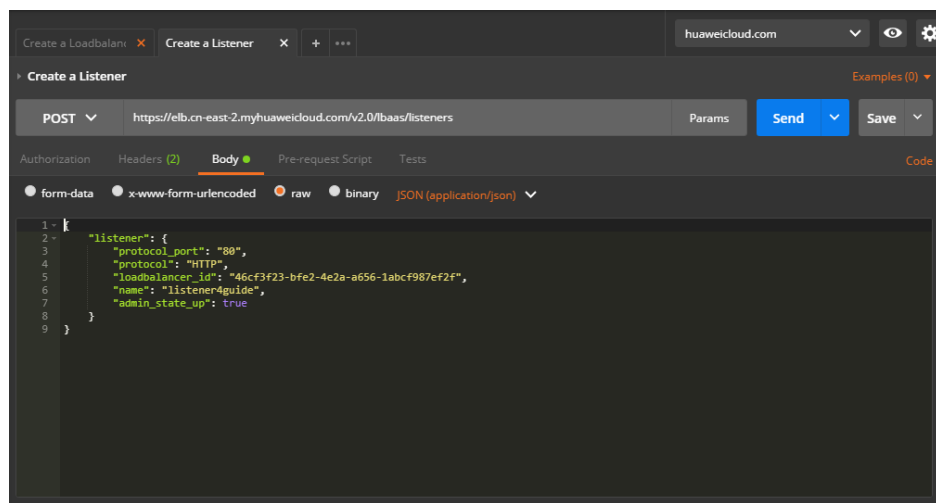 huaweicloud.com
Create a Loadbalanc Create a Listener
Create a Listener Examples (0)
POST https://elb.cn-east-2.myhuaweicloud.com/v2.0/lbaas/listeners Params Send Save
Authorization Headers (2) Body Pre-request Script Tests Code
form-data x-www-form-urlencoded raw binary JSON (application/json)
1 {
2 "listener": {
3 "protocol_port": "80",
4 "protocol": "HTTP",
5 "loadbalancer_id": "46cf3f23-bfe2-4e2a-a656-1abcf987ef2f",
6 "name": "listener4guide",
7 "admin_state_up": true
8 }
9 }